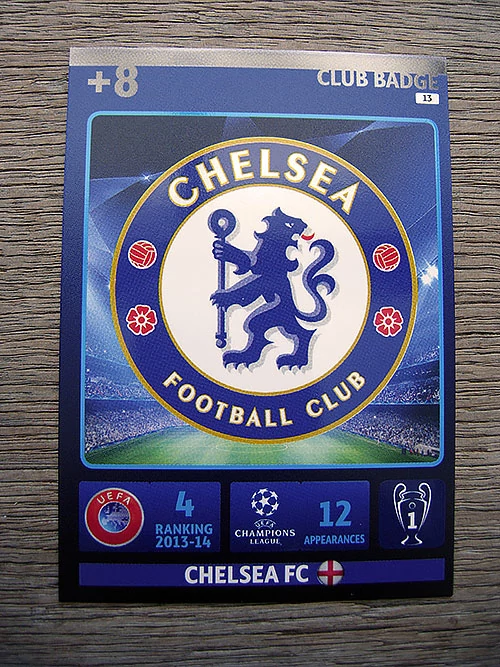 +8
CLUB BADGE
13
CHELSEA
FOOTBALL CLUB
UEFA
4
RANKING
2013-14
UEFA
CHAMPIONS
LEAGUE
12
APPEARANCES
1
CHELSEA FC